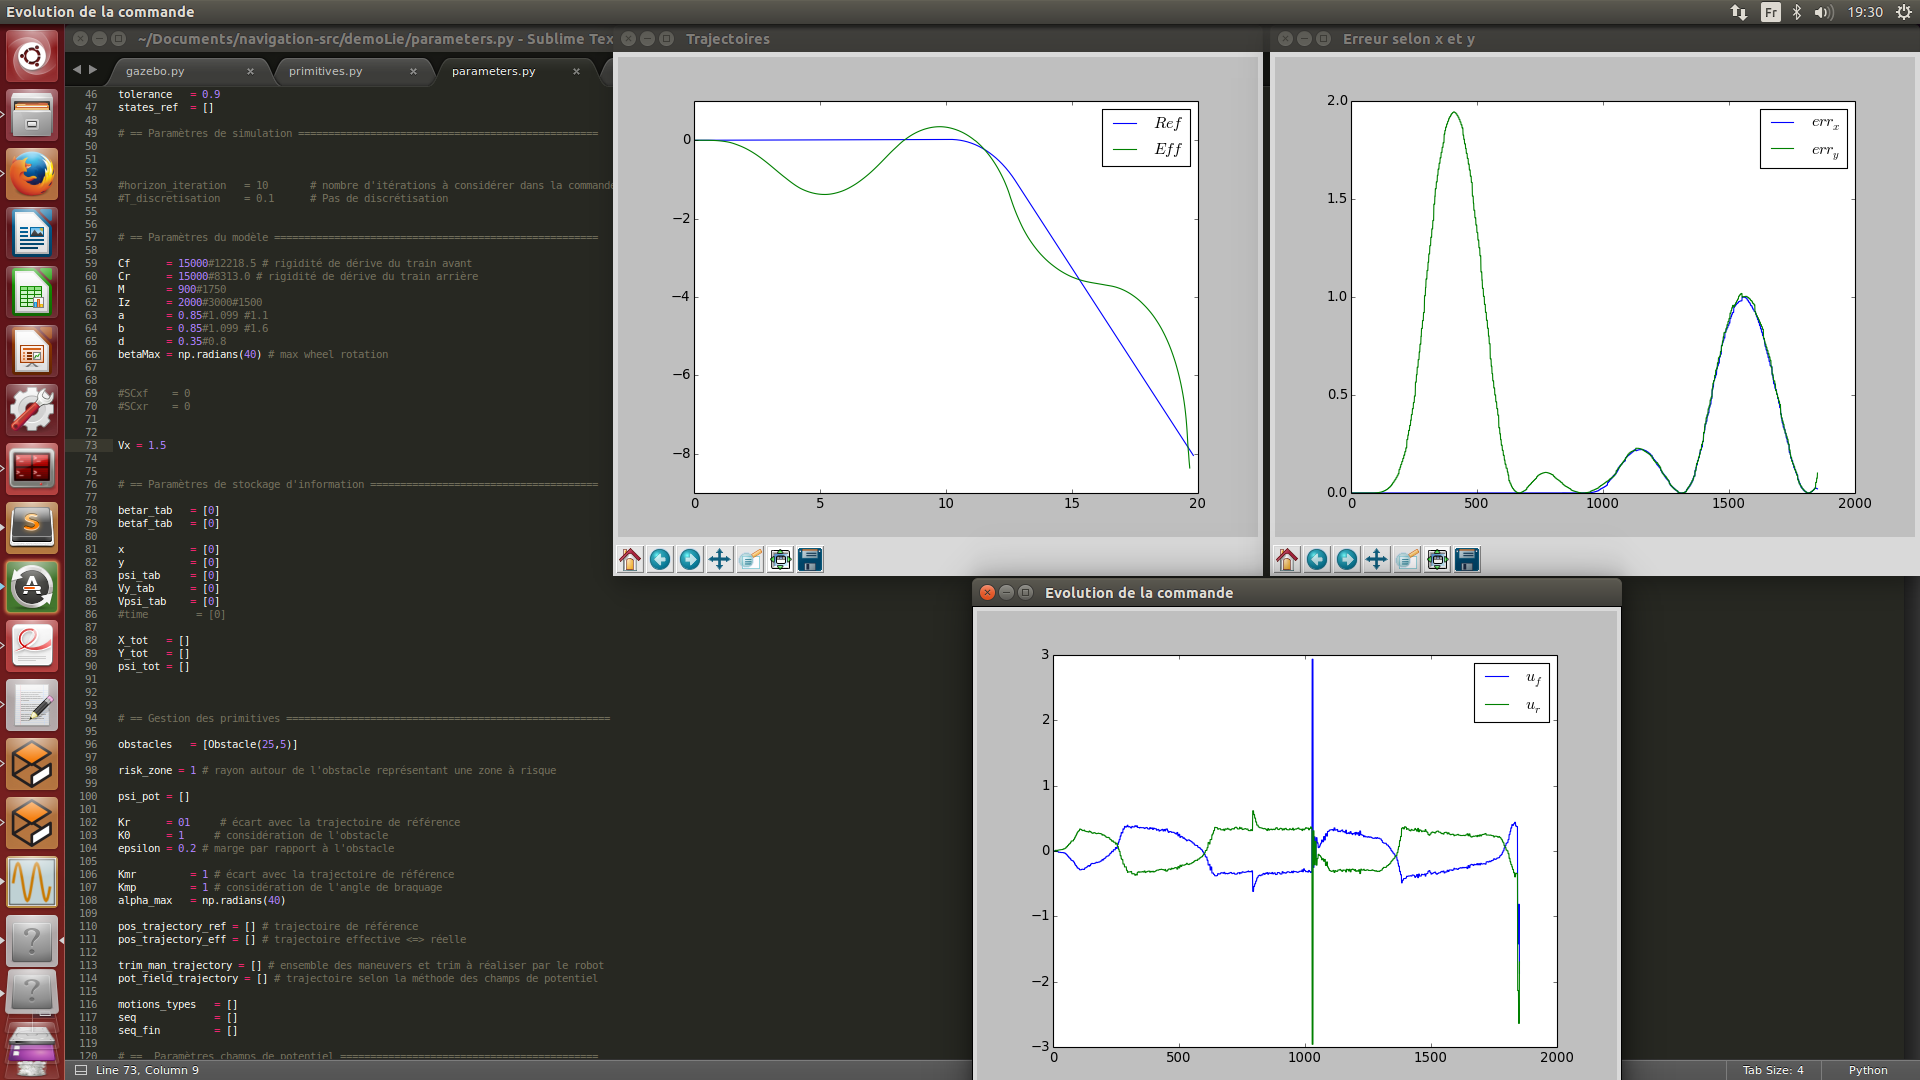 Evolution de la commande
Fr
19:30
~/Documents/navigation-src/demoLie/parameters.py - Sublime Tex
gazebo.py
primitives.py
parameters.py
46 tolerance = 0.9
47 states_ref = []
48
49 # == Paramètres de simulation ==================================================
50
51
52
53 #horizon_iteration = 10 # nombre d'itérations à considérer dans la commande
54 #T_discretisation = 0.1 # Pas de discrétisation
55
56
57 # == Paramètres du modèle ======================================================
58
59 Cf = 15000#12218.5 # rigidité de dérive du train avant
60 Cr = 15000#8313.0 # rigidité de dérive du train arrière
61 M = 900#1750
62 Iz = 2000#3000#1500
63 a = 0.85#1.099 #1.1
64 b = 0.85#1.099 #1.6
65 d = 0.35#0.8
66 betaMax = np.radians(40) # max wheel rotation
67
68
69 #SCxf = 0
70 #SCxr = 0
71
72
73 Vx = 1.5
74
75
76 # == Paramètres de stockage d'information ======================================
77
78 betar_tab = [0]
79 betaf_tab = [0]
80
81 x = [0]
82 y = [0]
83 psi_tab = [0]
84 Vy_tab = [0]
85 Vpsi_tab = [0]
86 #time = [0]
87
88 X_tot = []
89 Y_tot = []
90 psi_tot = []
91
92
93
94 # == Gestion des primitives ======================================================
95
96 obstacles = [Obstacle(25,5)]
97
98 risk_zone = 1 # rayon autour de l'obstacle représentant une zone à risque
99
100 psi_pot = []
101
102 Kr = 01 # écart avec la trajectoire de référence
103 K0 = 1 # considération de l'obstacle
104 epsilon = 0.2 # marge par rapport à l'obstacle
105
106 Kmr = 1 # écart avec la trajectoire de référence
107 Kmp = 1 # considération de l'angle de braquage
108 alpha_max = np.radians(40)
109
110 pos_trajectory_ref = [] # trajectoire de référence
111 pos_trajectory_eff = [] # trajectoire effective <=> réelle
112
113 trim_man_trajectory = [] # ensemble des maneuvers et trim à réaliser par le robot
114 pot_field_trajectory = [] # trajectoire selon la méthode des champs de potentiel
115
116 motions_types = []
117 seq = []
118 seq_fin = []
119
120 # == Paramètres champs de potentiel ===========================================
Line 73, Column 9
Tab Size: 4
Python
Trajectoires
Ref
Eff
0
−2
−4
−6
−8
0 5 10 15 20
Erreur selon x et y
err_x
err_y
2.0
1.5
1.0
0.5
0.0
0 500 1000 1500 2000
Evolution de la commande
u_f
u_r
3
2
1
0
−1
−2
−3
0 500 1000 1500 2000